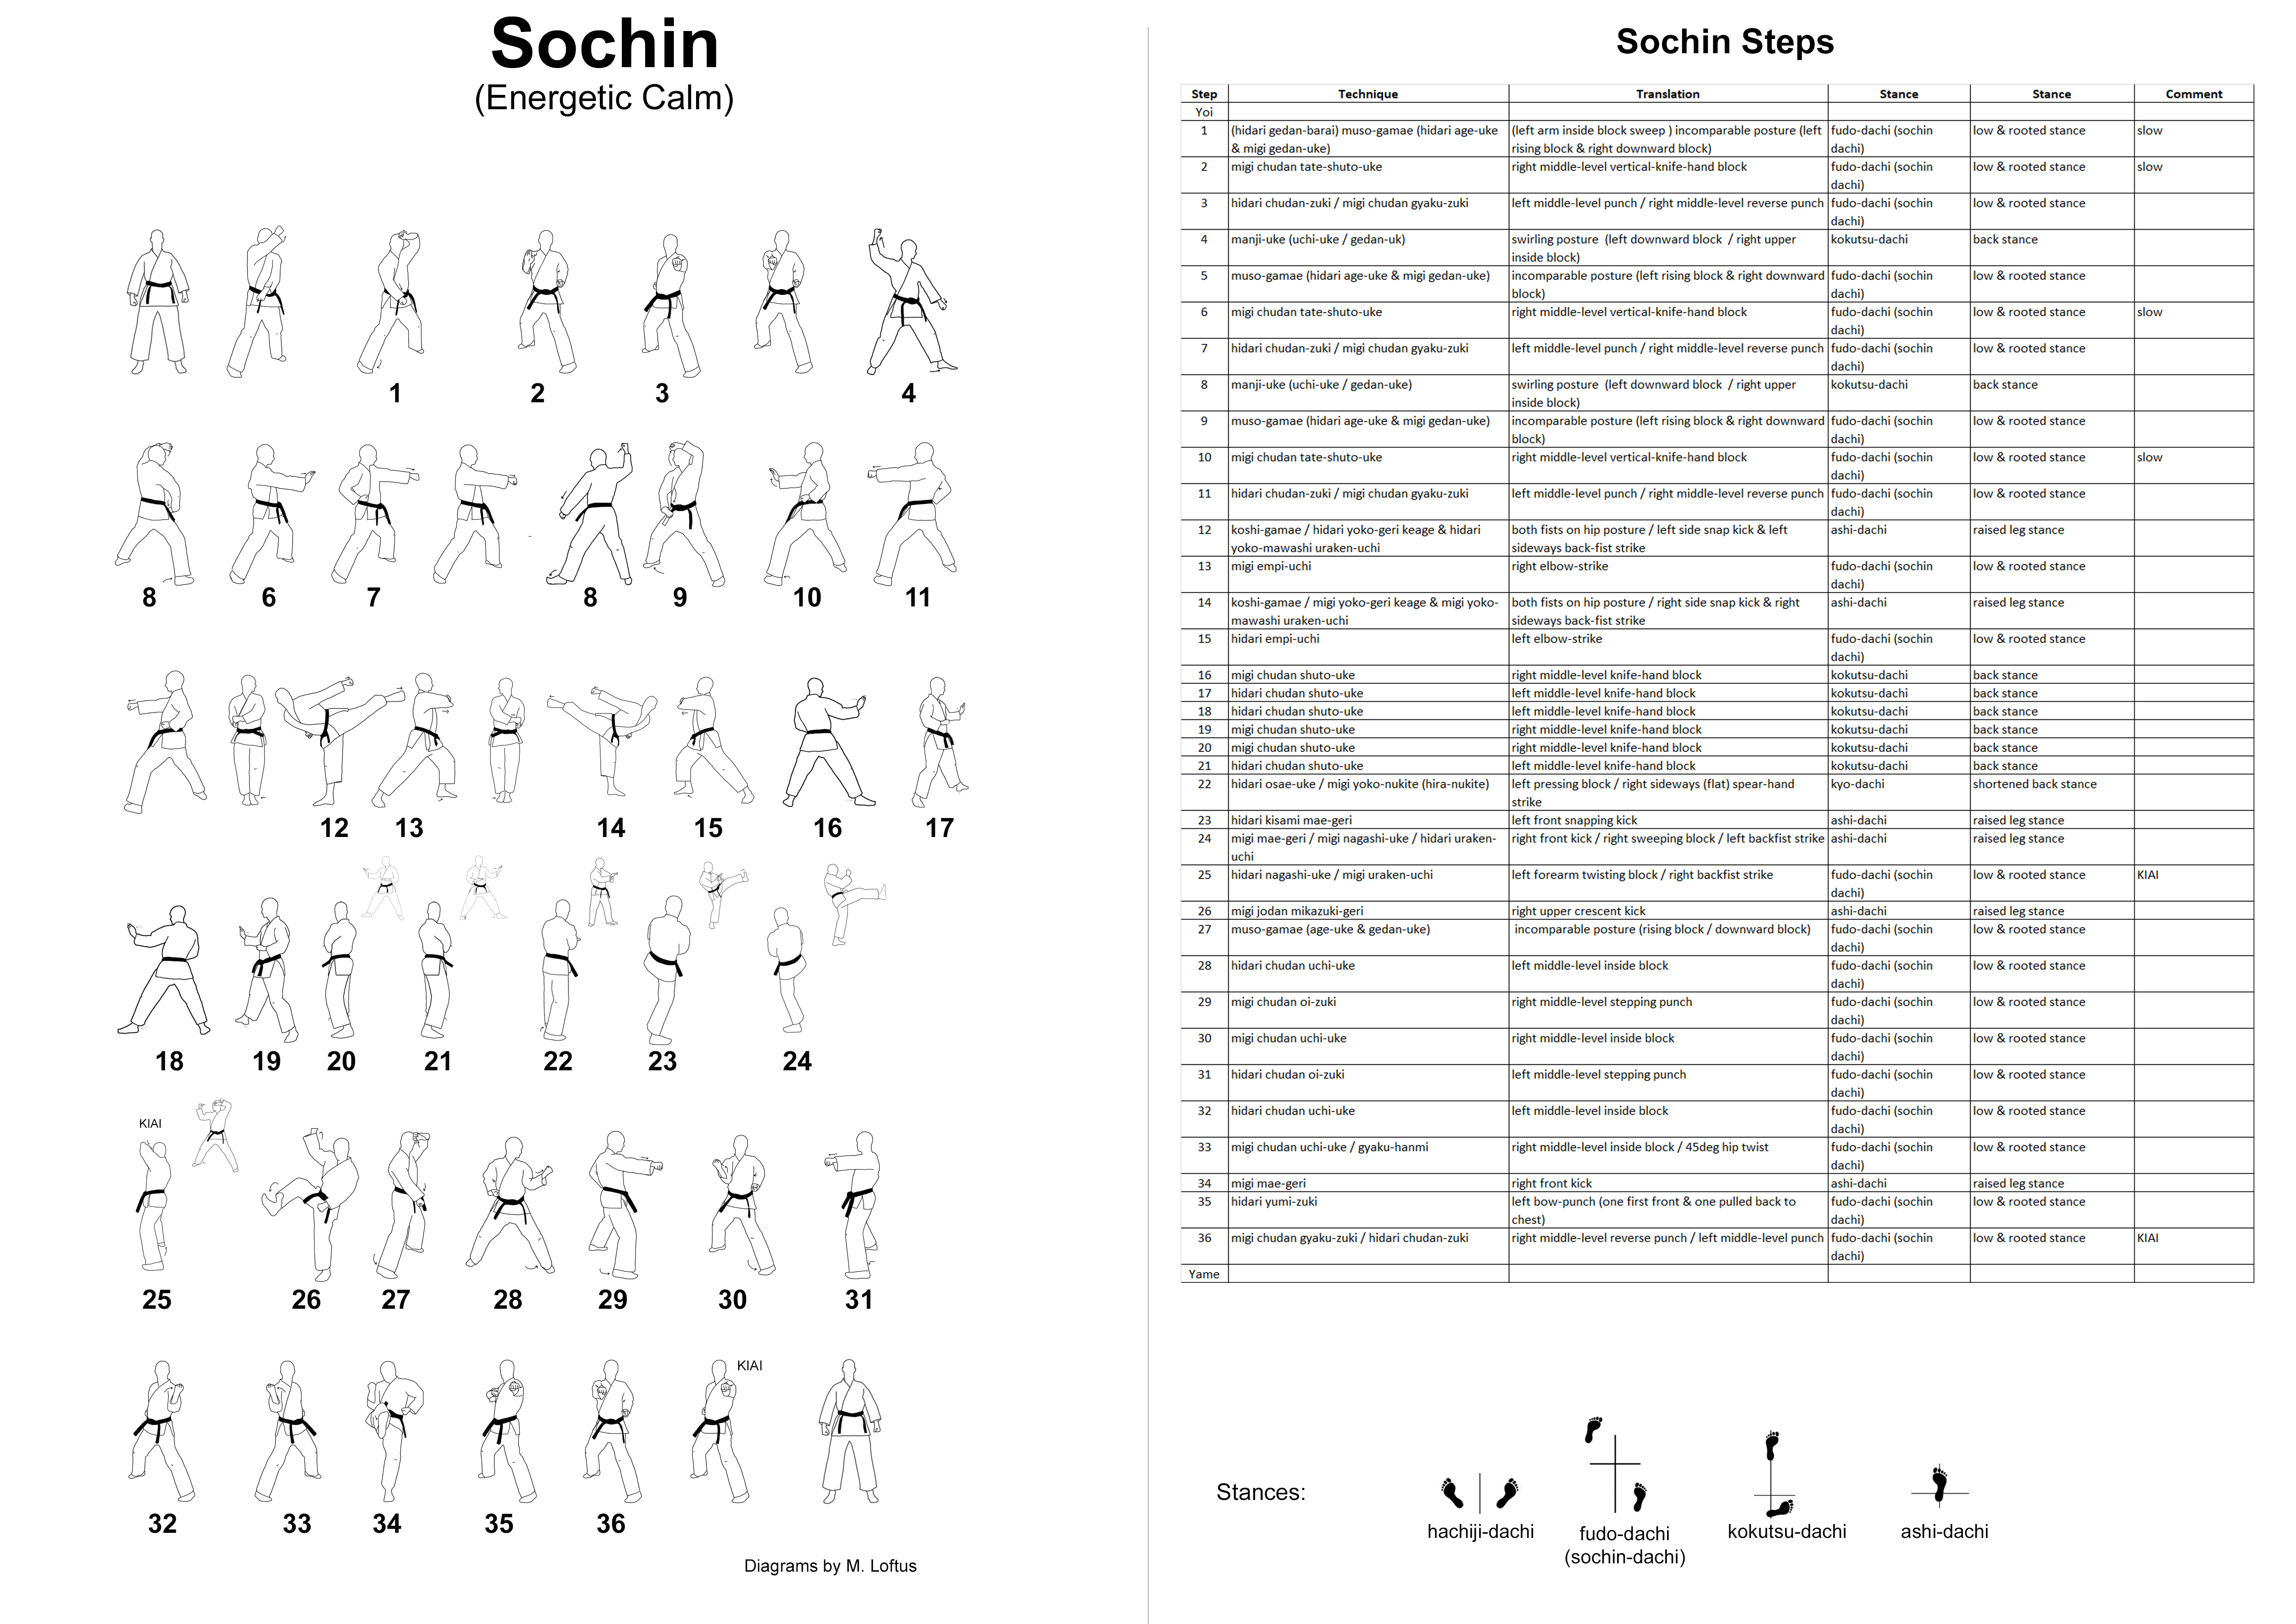 Sochin
(Energetic Calm)
1 2 3 4
8 6 7 8 9 10 11
12 13 14 15 16 17
18 19 20 21 22 23 24
KIAI
25 26 27 28 29 30 31
KIAI
32 33 34 35 36
Diagrams by M. Loftus
Sochin Steps
Step Technique Translation Stance Stance Comment
Yoi
1 (hidari gedan-barai) muso-gamae (hidari age-uke (left arm inside block sweep ) incomparable posture (left fudo-dachi (sochin low & rooted stance slow
& migi gedan-uke) rising block & right downward block) dachi)
2 migi chudan tate-shuto-uke right middle-level vertical-knife-hand block fudo-dachi (sochin low & rooted stance slow
dachi)
3 hidari chudan-zuki / migi chudan gyaku-zuki left middle-level punch / right middle-level reverse punch fudo-dachi (sochin low & rooted stance
dachi)
4 manji-uke (uchi-uke / gedan-uk) swirling posture (left downward block / right upper kokutsu-dachi back stance
inside block)
5 muso-gamae (hidari age-uke & migi gedan-uke) incomparable posture (left rising block & right downward fudo-dachi (sochin low & rooted stance
block) dachi)
6 migi chudan tate-shuto-uke right middle-level vertical-knife-hand block fudo-dachi (sochin low & rooted stance slow
dachi)
7 hidari chudan-zuki / migi chudan gyaku-zuki left middle-level punch / right middle-level reverse punch fudo-dachi (sochin low & rooted stance
dachi)
8 manji-uke (uchi-uke / gedan-uke) swirling posture (left downward block / right upper kokutsu-dachi back stance
inside block)
9 muso-gamae (hidari age-uke & migi gedan-uke) incomparable posture (left rising block & right downward fudo-dachi (sochin low & rooted stance
block) dachi)
10 migi chudan tate-shuto-uke right middle-level vertical-knife-hand block fudo-dachi (sochin low & rooted stance slow
dachi)
11 hidari chudan-zuki / migi chudan gyaku-zuki left middle-level punch / right middle-level reverse punch fudo-dachi (sochin low & rooted stance
dachi)
12 koshi-gamae / hidari yoko-geri keage & hidari both fists on hip posture / left side snap kick & left ashi-dachi raised leg stance
yoko-mawashi uraken-uchi sideways back-fist strike
13 migi empi-uchi right elbow-strike fudo-dachi (sochin low & rooted stance
dachi)
14 koshi-gamae / migi yoko-geri keage & migi yoko- both fists on hip posture / right side snap kick & right ashi-dachi raised leg stance
mawashi uraken-uchi sideways back-fist strike
15 hidari empi-uchi left elbow-strike fudo-dachi (sochin low & rooted stance
dachi)
16 migi chudan shuto-uke right middle-level knife-hand block kokutsu-dachi back stance
17 hidari chudan shuto-uke left middle-level knife-hand block kokutsu-dachi back stance
18 hidari chudan shuto-uke left middle-level knife-hand block kokutsu-dachi back stance
19 migi chudan shuto-uke right middle-level knife-hand block kokutsu-dachi back stance
20 migi chudan shuto-uke right middle-level knife-hand block kokutsu-dachi back stance
21 hidari chudan shuto-uke left middle-level knife-hand block kokutsu-dachi back stance
22 hidari osae-uke / migi yoko-nukite (hira-nukite) left pressing block / right sideways (flat) spear-hand kyo-dachi shortened back stance
strike
23 hidari kisami mae-geri left front snapping kick ashi-dachi raised leg stance
24 migi mae-geri / migi nagashi-uke / hidari uraken- right front kick / right sweeping block / left backfist strike ashi-dachi raised leg stance
uchi
25 hidari nagashi-uke / migi uraken-uchi left forearm twisting block / right backfist strike fudo-dachi (sochin low & rooted stance KIAI
dachi)
26 migi jodan mikazuki-geri right upper crescent kick ashi-dachi raised leg stance
27 muso-gamae (age-uke & gedan-uke) incomparable posture (rising block / downward block) fudo-dachi (sochin low & rooted stance
dachi)
28 hidari chudan uchi-uke left middle-level inside block fudo-dachi (sochin low & rooted stance
dachi)
29 migi chudan oi-zuki right middle-level stepping punch fudo-dachi (sochin low & rooted stance
dachi)
30 migi chudan uchi-uke right middle-level inside block fudo-dachi (sochin low & rooted stance
dachi)
31 hidari chudan oi-zuki left middle-level stepping punch fudo-dachi (sochin low & rooted stance
dachi)
32 hidari chudan uchi-uke left middle-level inside block fudo-dachi (sochin low & rooted stance
dachi)
33 migi chudan uchi-uke / gyaku-hanmi right middle-level inside block / 45deg hip twist fudo-dachi (sochin low & rooted stance
dachi)
34 migi mae-geri right front kick ashi-dachi raised leg stance
35 hidari yumi-zuki left bow-punch (one first front & one pulled back to fudo-dachi (sochin low & rooted stance
chest) dachi)
36 migi chudan gyaku-zuki / hidari chudan-zuki right middle-level reverse punch / left middle-level punch fudo-dachi (sochin low & rooted stance KIAI
dachi)
Yame
Stances:
hachiji-dachi fudo-dachi kokutsu-dachi ashi-dachi
(sochin-dachi)